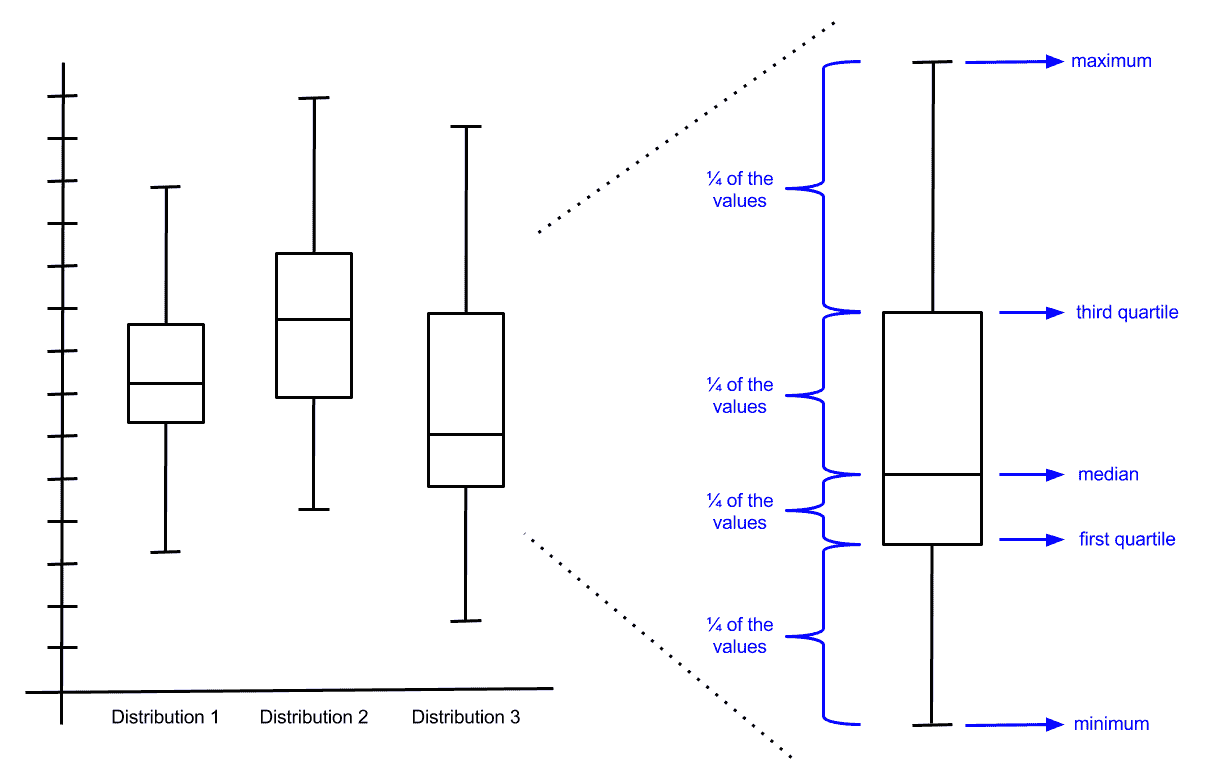 maximum
¼ of the
values
third quartile
¼ of the
values
median
¼ of the
values
first quartile
¼ of the
values
minimum
Distribution 1
Distribution 2
Distribution 3